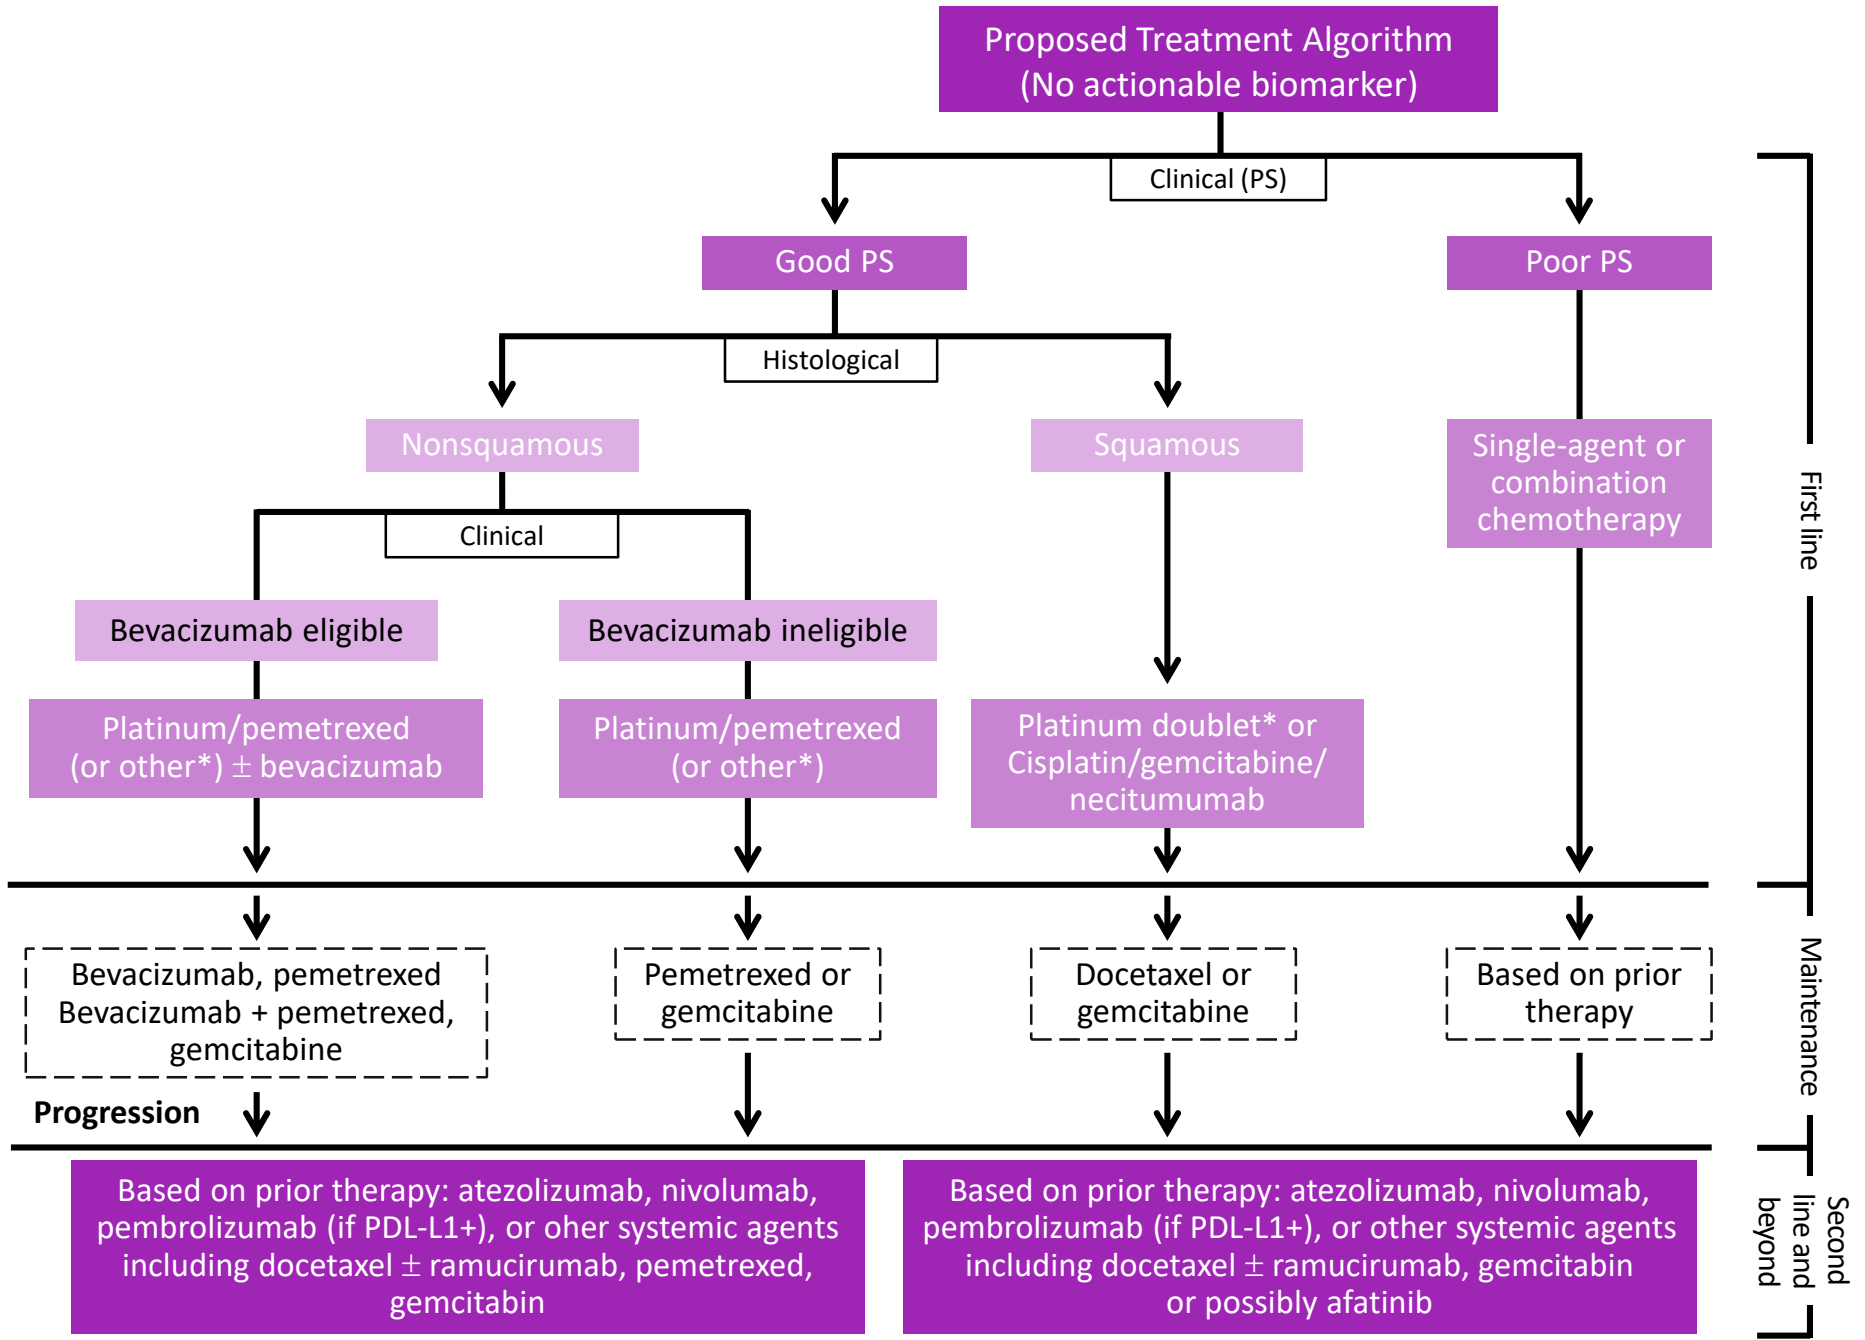 Proposed Treatment Algorithm
(No actionable biomarker)
Clinical (PS)
Good PS
Poor PS
Histological
Nonsquamous
Squamous
Single-agent or
combination
chemotherapy
Clinical
Bevacizumab eligible
Bevacizumab ineligible
Platinum/pemetrexed
(or other*) ± bevacizumab
Platinum/pemetrexed
(or other*)
Platinum doublet* or
Cisplatin/gemcitabine/
necitumumab
First line
Bevacizumab, pemetrexed
Bevacizumab + pemetrexed,
gemcitabine
Pemetrexed or
gemcitabine
Docetaxel or
gemcitabine
Based on prior
therapy
Maintenance
Progression
Based on prior therapy: atezolizumab, nivolumab,
pembrolizumab (if PDL-L1+), or oher systemic agents
including docetaxel ± ramucirumab, pemetrexed,
gemcitabin
Based on prior therapy: atezolizumab, nivolumab,
pembrolizumab (if PDL-L1+), or other systemic agents
including docetaxel ± ramucirumab, gemcitabin
or possibly afatinib
Second
line and
beyond